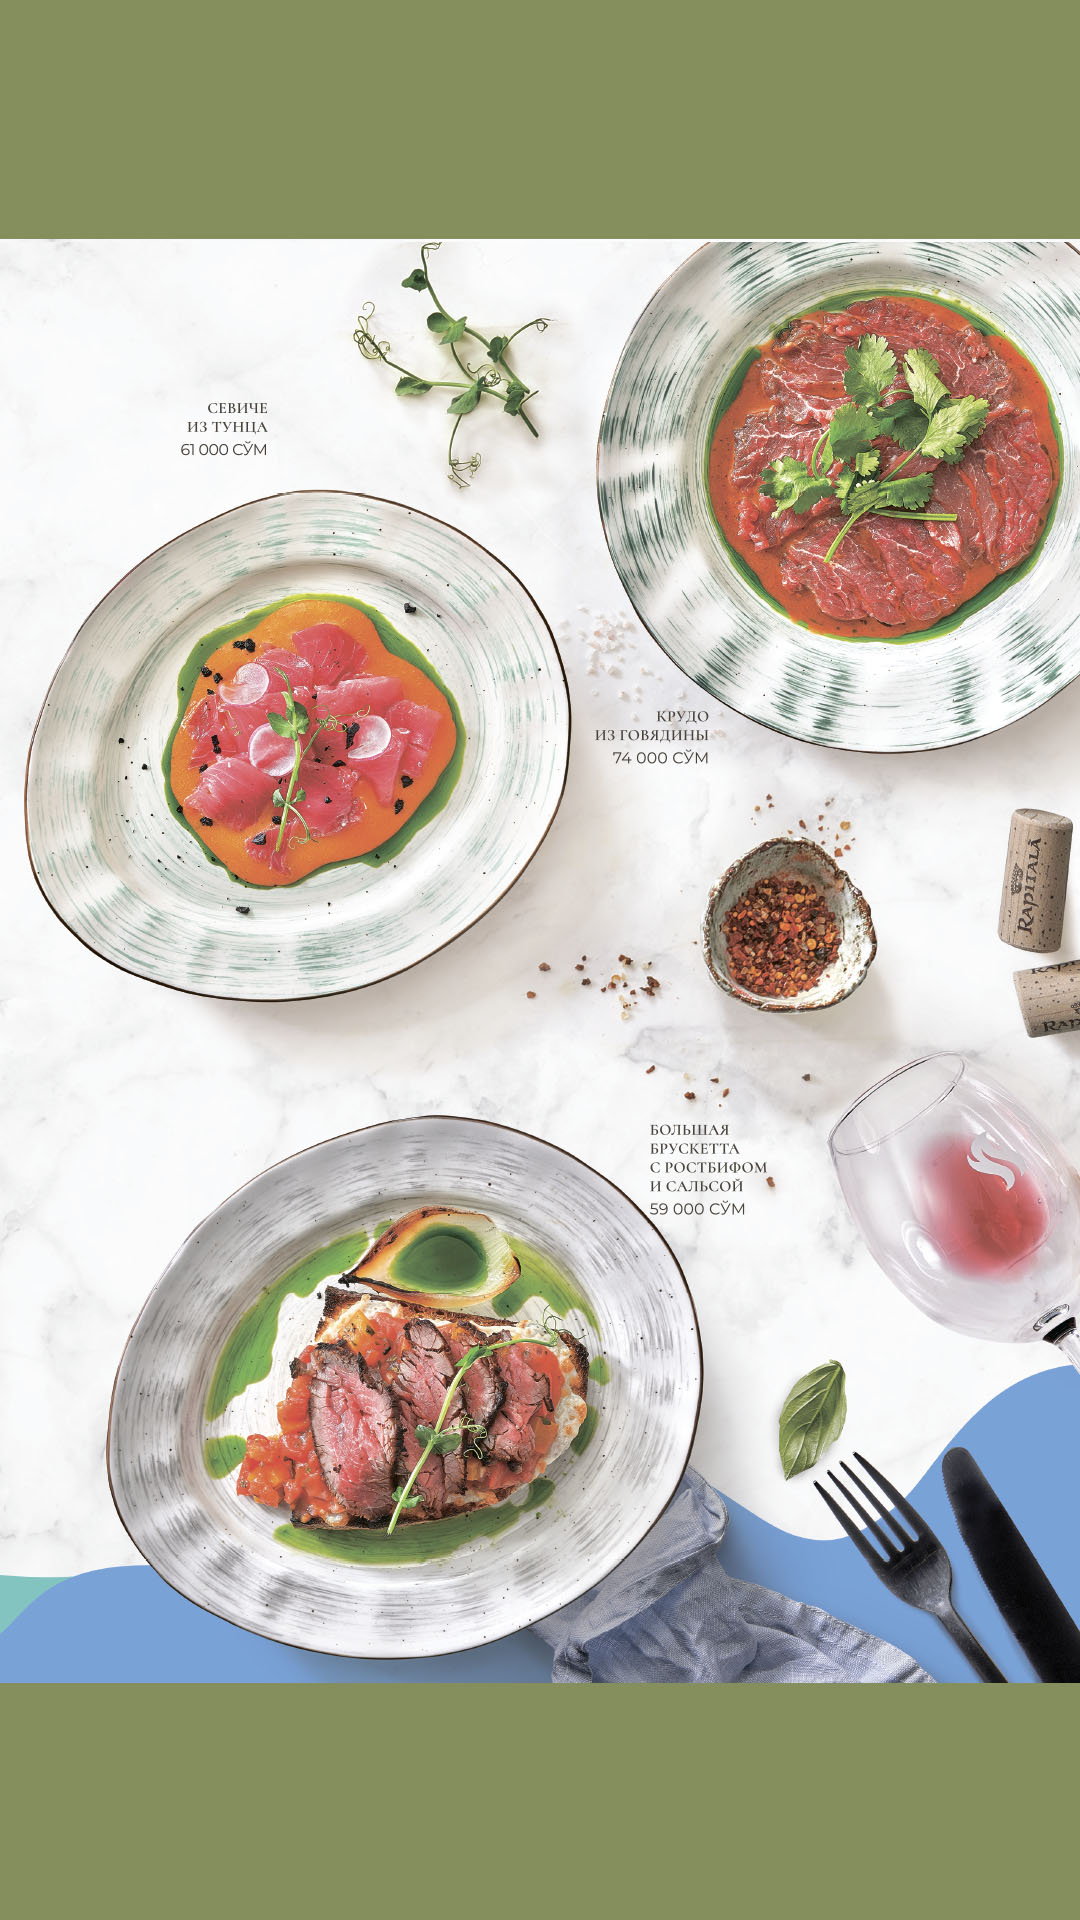 СЕВИЧЕ
ИЗ ТУНЦА
61 000 СЎМ
КРУДО
ИЗ ГОВЯДИНЫ
74 000 СЎМ
RAPITALÀ
БОЛЬШАЯ
БРУСКЕТТА
С РОСТБИФОМ
И САЛЬСОЙ
59 000 СЎМ